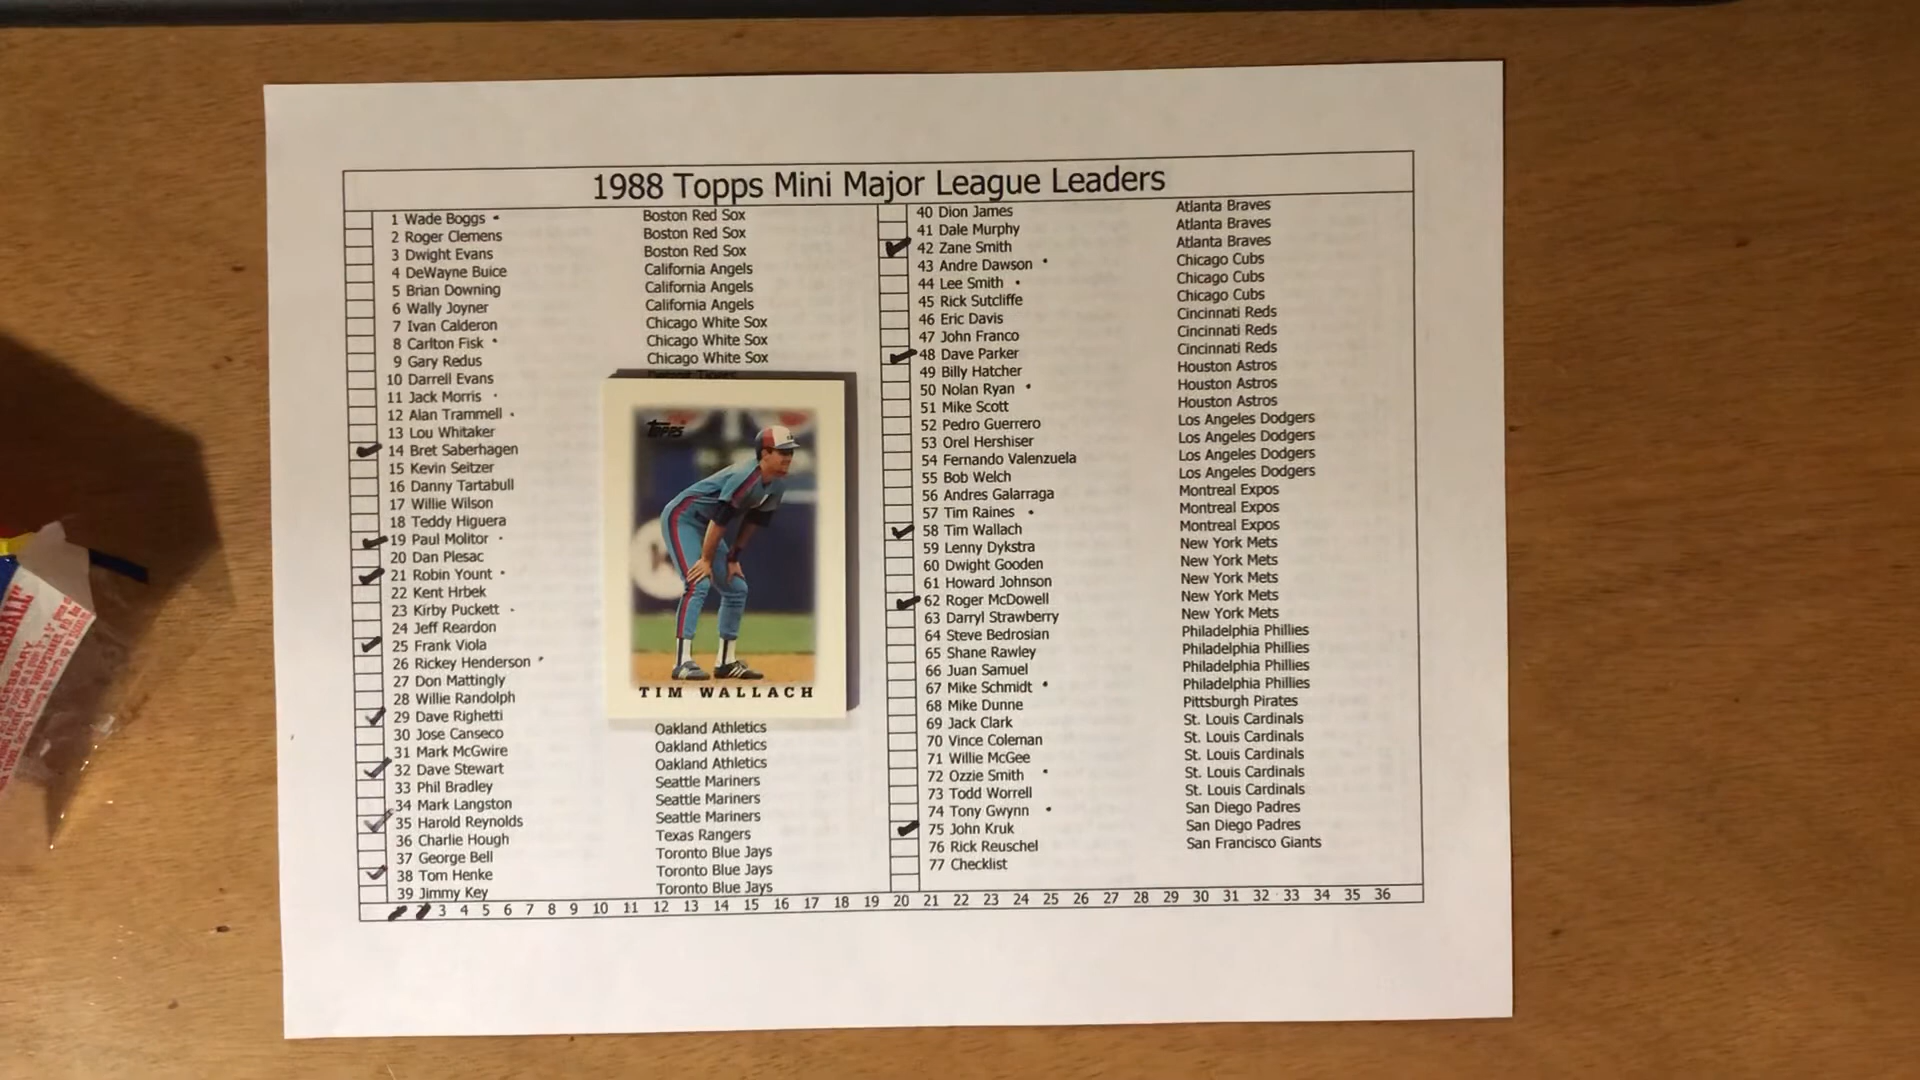 1988 Topps Mini Major League Leaders
1 Wade Boggs Boston Red Sox
2 Roger Clemens Boston Red Sox
3 Dwight Evans Boston Red Sox
4 DeWayne Buice California Angels
5 Brian Downing California Angels
6 Wally Joyner California Angels
7 Ivan Calderon Chicago White Sox
8 Carlton Fisk Chicago White Sox
9 Gary Redus Chicago White Sox
10 Darrell Evans
11 Jack Morris
12 Alan Trammell
13 Lou Whitaker
14 Bret Saberhagen
15 Kevin Seitzer
16 Danny Tartabull
17 Willie Wilson
18 Teddy Higuera
19 Paul Molitor
20 Dan Plesac
21 Robin Yount
22 Kent Hrbek
23 Kirby Puckett
24 Jeff Reardon
25 Frank Viola
26 Rickey Henderson
27 Don Mattingly
28 Willie Randolph
29 Dave Righetti
30 Jose Canseco Oakland Athletics
31 Mark McGwire Oakland Athletics
32 Dave Stewart Oakland Athletics
33 Phil Bradley Seattle Mariners
34 Mark Langston Seattle Mariners
35 Harold Reynolds Seattle Mariners
36 Charlie Hough Texas Rangers
37 George Bell Toronto Blue Jays
38 Tom Henke Toronto Blue Jays
39 Jimmy Key Toronto Blue Jays
40 Dion James Atlanta Braves
41 Dale Murphy Atlanta Braves
42 Zane Smith Atlanta Braves
43 Andre Dawson Chicago Cubs
44 Lee Smith Chicago Cubs
45 Rick Sutcliffe Chicago Cubs
46 Eric Davis Cincinnati Reds
47 John Franco Cincinnati Reds
48 Dave Parker Cincinnati Reds
49 Billy Hatcher Houston Astros
50 Nolan Ryan Houston Astros
51 Mike Scott Houston Astros
52 Pedro Guerrero Los Angeles Dodgers
53 Orel Hershiser Los Angeles Dodgers
54 Fernando Valenzuela Los Angeles Dodgers
55 Bob Welch Los Angeles Dodgers
56 Andres Galarraga Montreal Expos
57 Tim Raines Montreal Expos
58 Tim Wallach Montreal Expos
59 Lenny Dykstra New York Mets
60 Dwight Gooden New York Mets
61 Howard Johnson New York Mets
62 Roger McDowell New York Mets
63 Darryl Strawberry New York Mets
64 Steve Bedrosian Philadelphia Phillies
65 Shane Rawley Philadelphia Phillies
66 Juan Samuel Philadelphia Phillies
67 Mike Schmidt Philadelphia Phillies
68 Mike Dunne Pittsburgh Pirates
69 Jack Clark St. Louis Cardinals
70 Vince Coleman St. Louis Cardinals
71 Willie McGee St. Louis Cardinals
72 Ozzie Smith St. Louis Cardinals
73 Todd Worrell St. Louis Cardinals
74 Tony Gwynn San Diego Padres
75 John Kruk San Diego Padres
76 Rick Reuschel San Francisco Giants
77 Checklist
3 4 5 6 7 8 9 10 11 12 13 14 15 16 17 18 19 20 21 22 23 24 25 26 27 28 29 30 31 32 33 34 35 36
TOPPS
TIM WALLACH